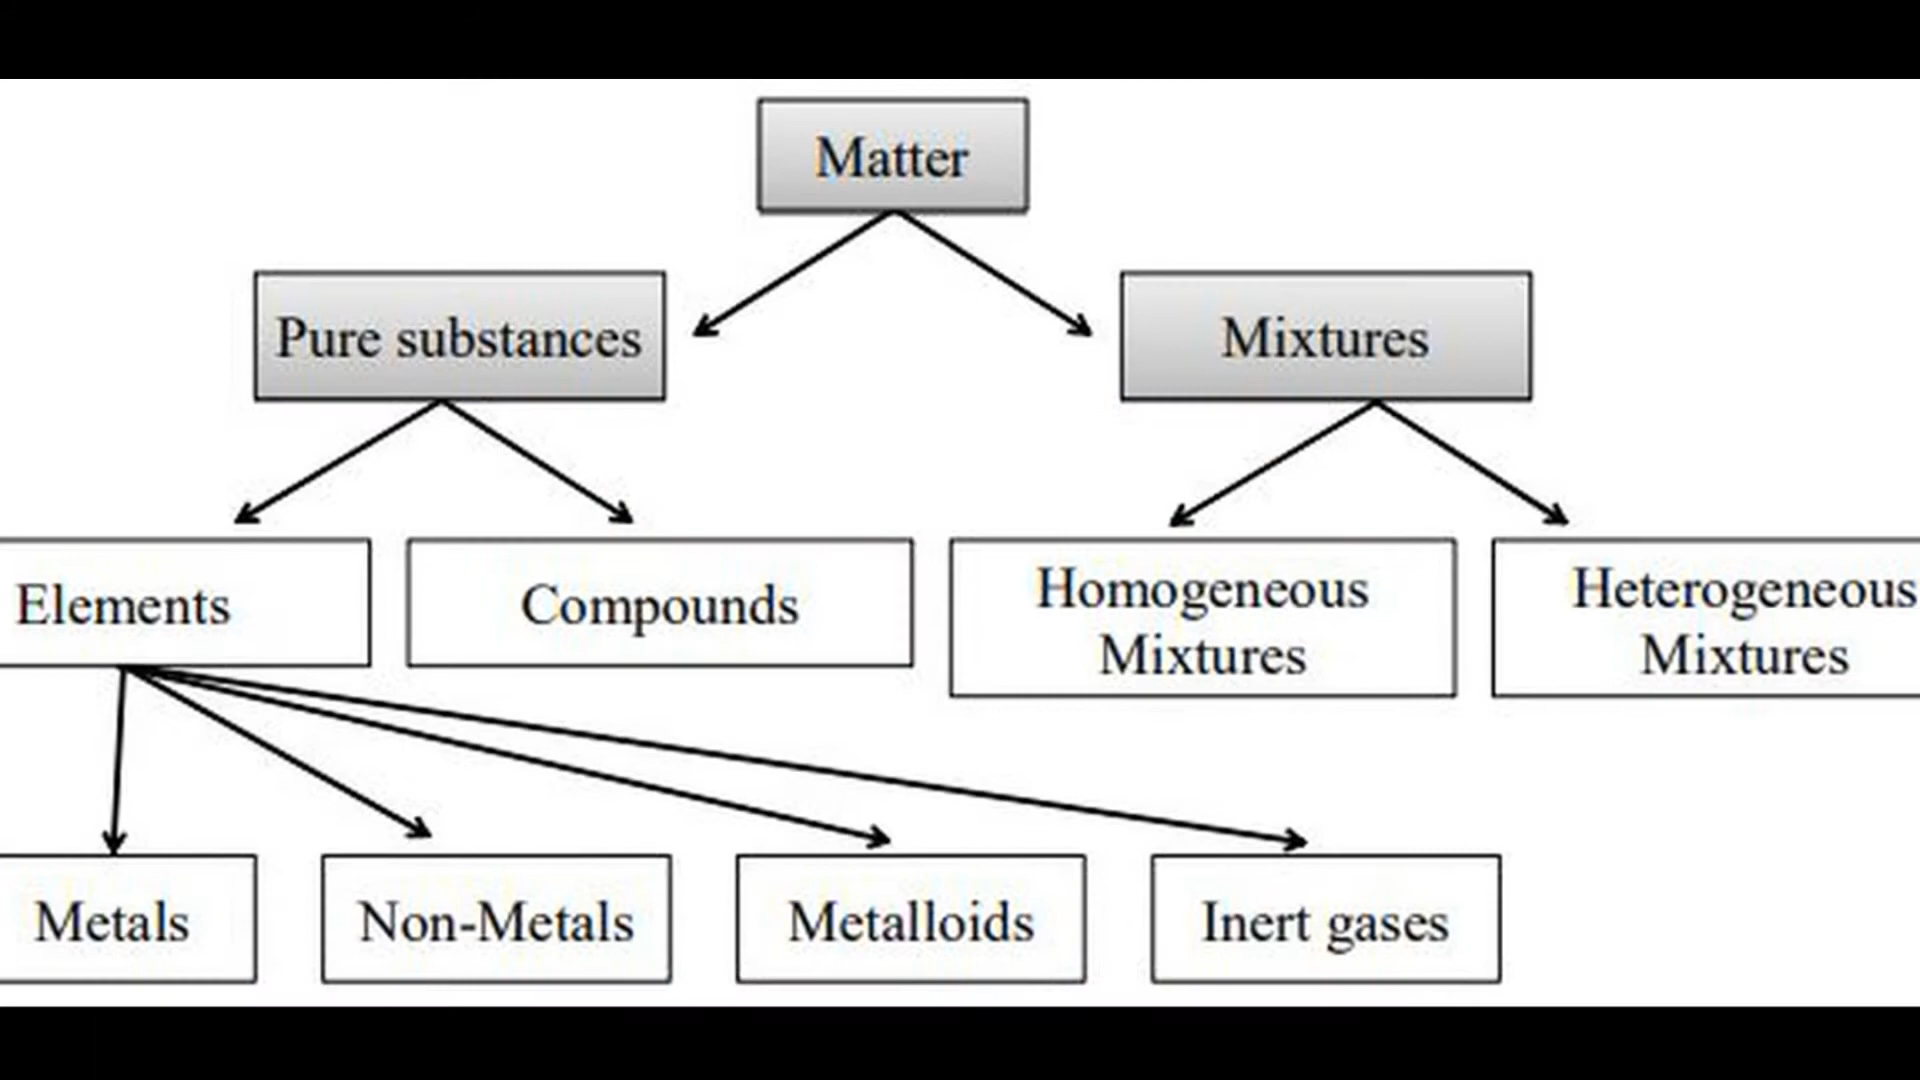 Matter
Pure substances
Mixtures
Elements
Compounds
Homogeneous
Mixtures
Heterogeneous
Mixtures
Metals
Non-Metals
Metalloids
Inert gases